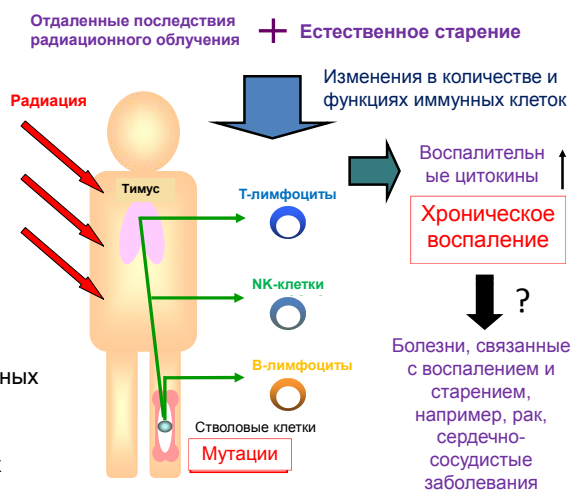 Отдаленные последствия
радиационного облучения
+
Естественное старение
Изменения в количестве и
функциях иммунных клеток
Радиация
Тимус
Т-лимфоциты
NK-клетки
В-лимфоциты
Стволовые клетки
Мутации
Воспалительн
ые цитокины
Хроническое
воспаление
?
Болезни, связанные
с воспалением и
старением,
например, рак,
сердечно-
сосудистые
заболевания
ных